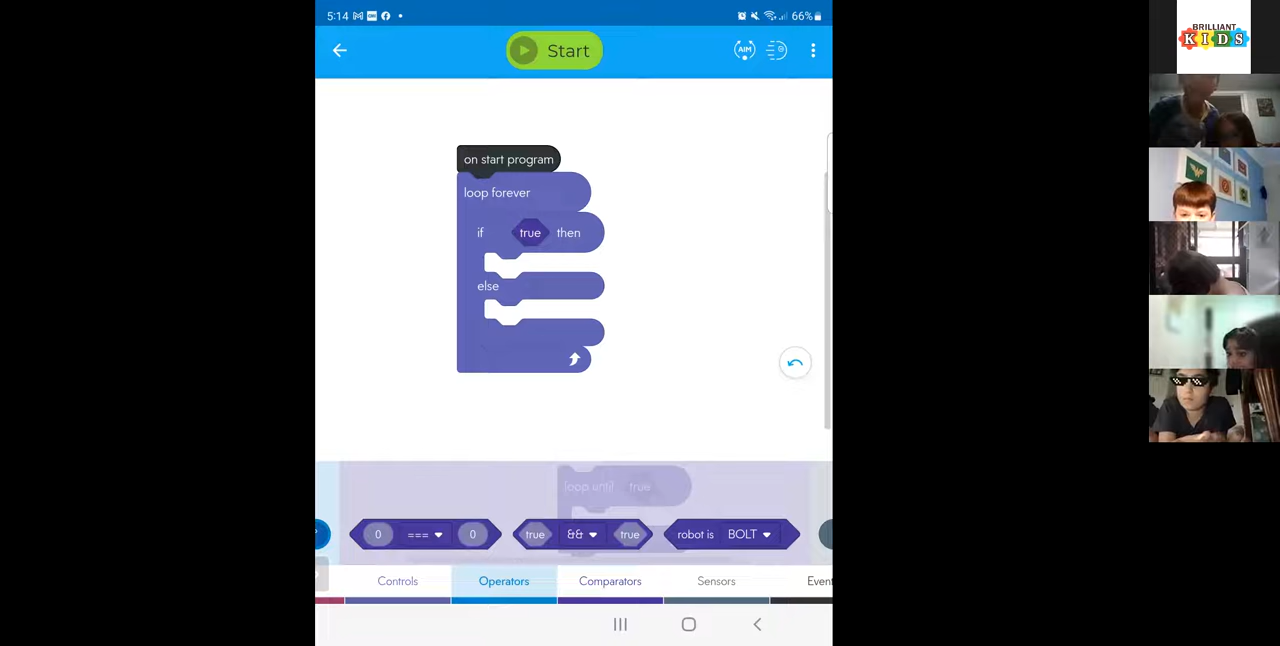 5:14
66%
Start
AIM
on start program
loop forever
if true then
else
loop until true
0 === 0
true && true
robot is BOLT
Controls
Operators
Comparators
Sensors
Event
BRILLIANT
KIDS